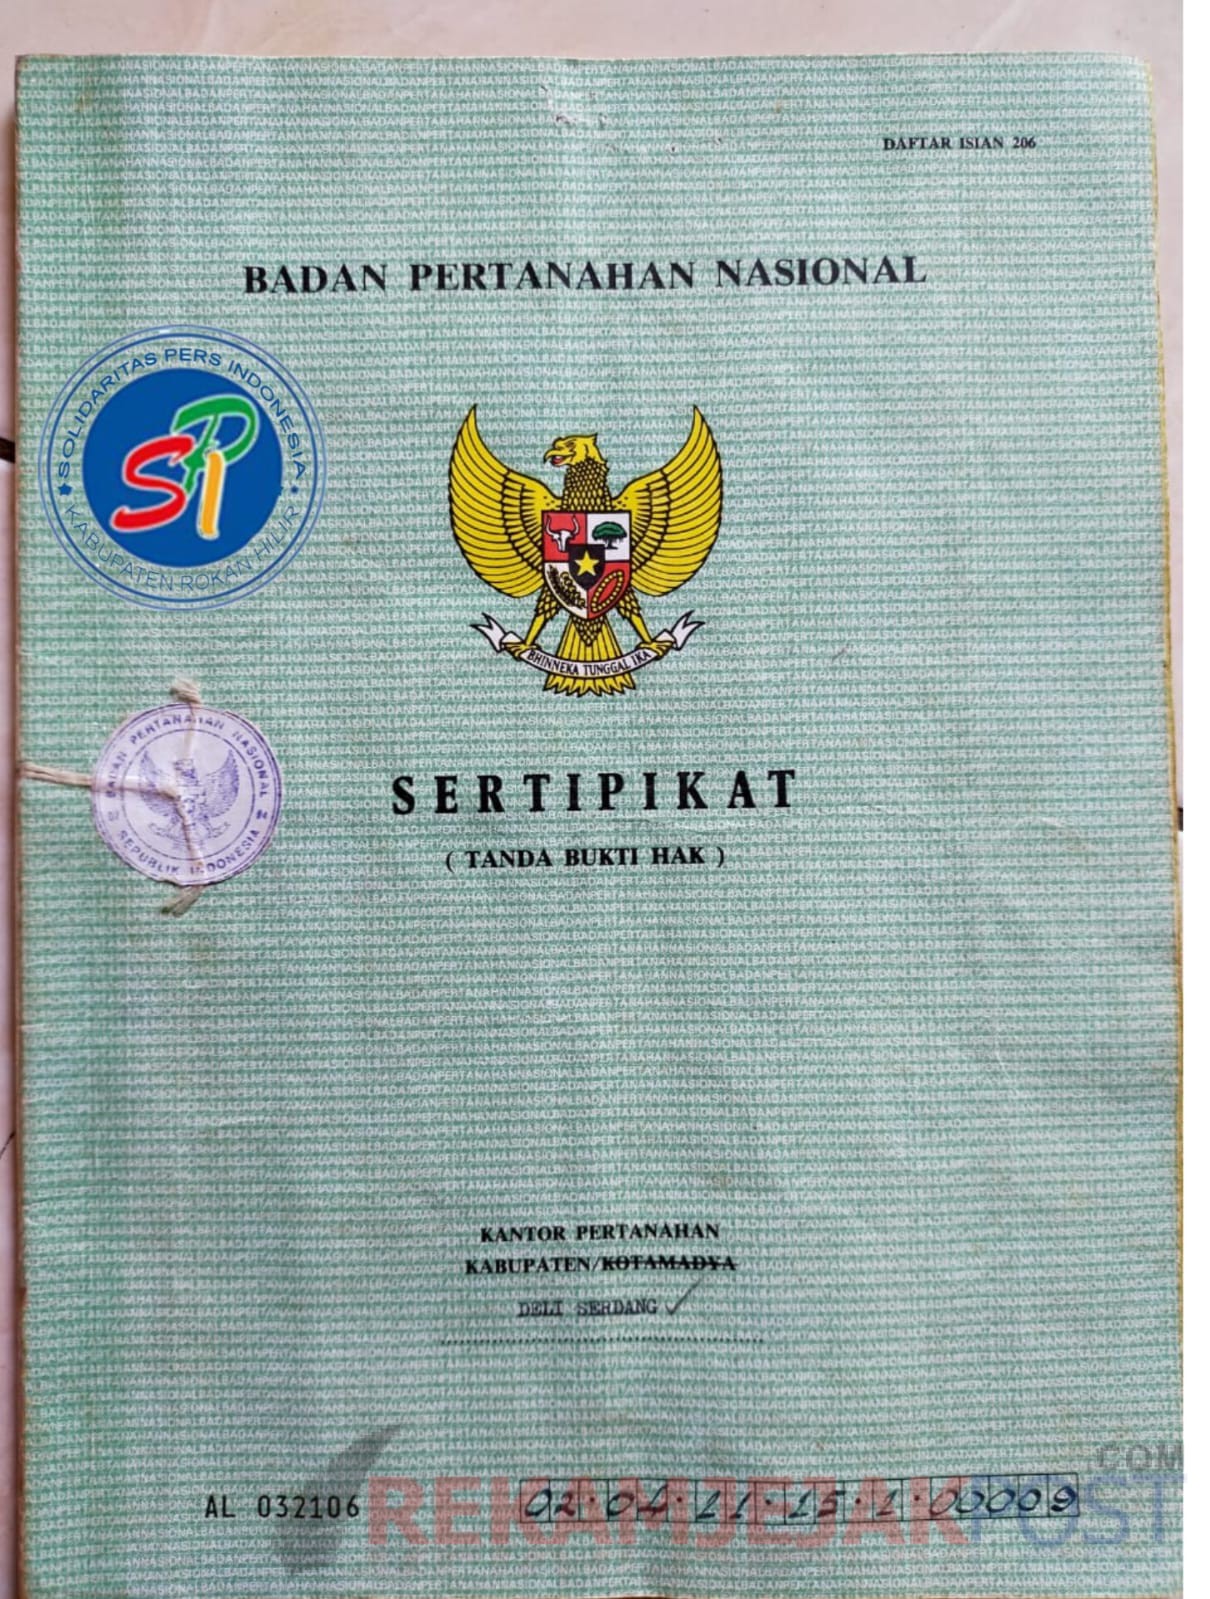 DAFTAR ISIAN 206
BADAN PERTANAHAN NASIONAL
SOLIDARITAS PERS INDONESIA
SPI
KABUPATEN ROKAN HILIR
BHINNEKA TUNGGAL IKA
BADAN PERTANAHAN NASIONAL
REPUBLIK INDONESIA
SERTIPIKAT
( TANDA BUKTI HAK )
KANTOR PERTANAHAN
KABUPATEN/KOTAMADYA
DELI SERDANG
.COM
REKAMJEJAKPOST
AL 032106
02.04.11.15.1.00009